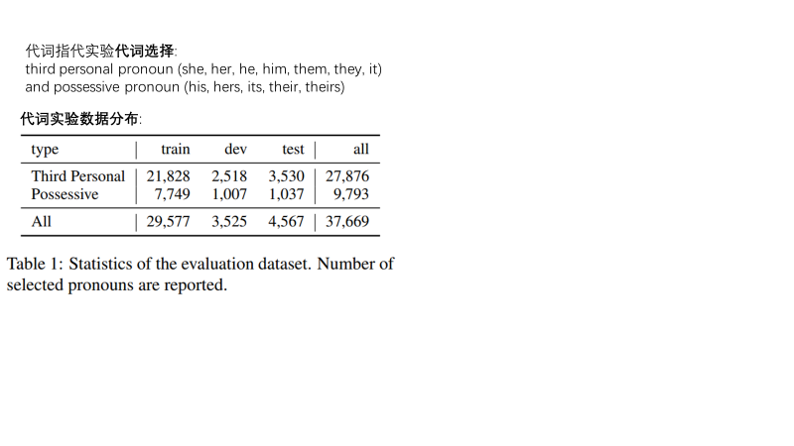 代词指代实验代词选择:
third personal pronoun (she, her, he, him, them, they, it)
and possessive pronoun (his, hers, its, their, theirs)
代词实验数据分布:
type | train dev test | all
Third Personal | 21,828 2,518 3,530 | 27,876
Possessive | 7,749 1,007 1,037 | 9,793
All | 29,577 3,525 4,567 | 37,669
Table 1: Statistics of the evaluation dataset. Number of
selected pronouns are reported.